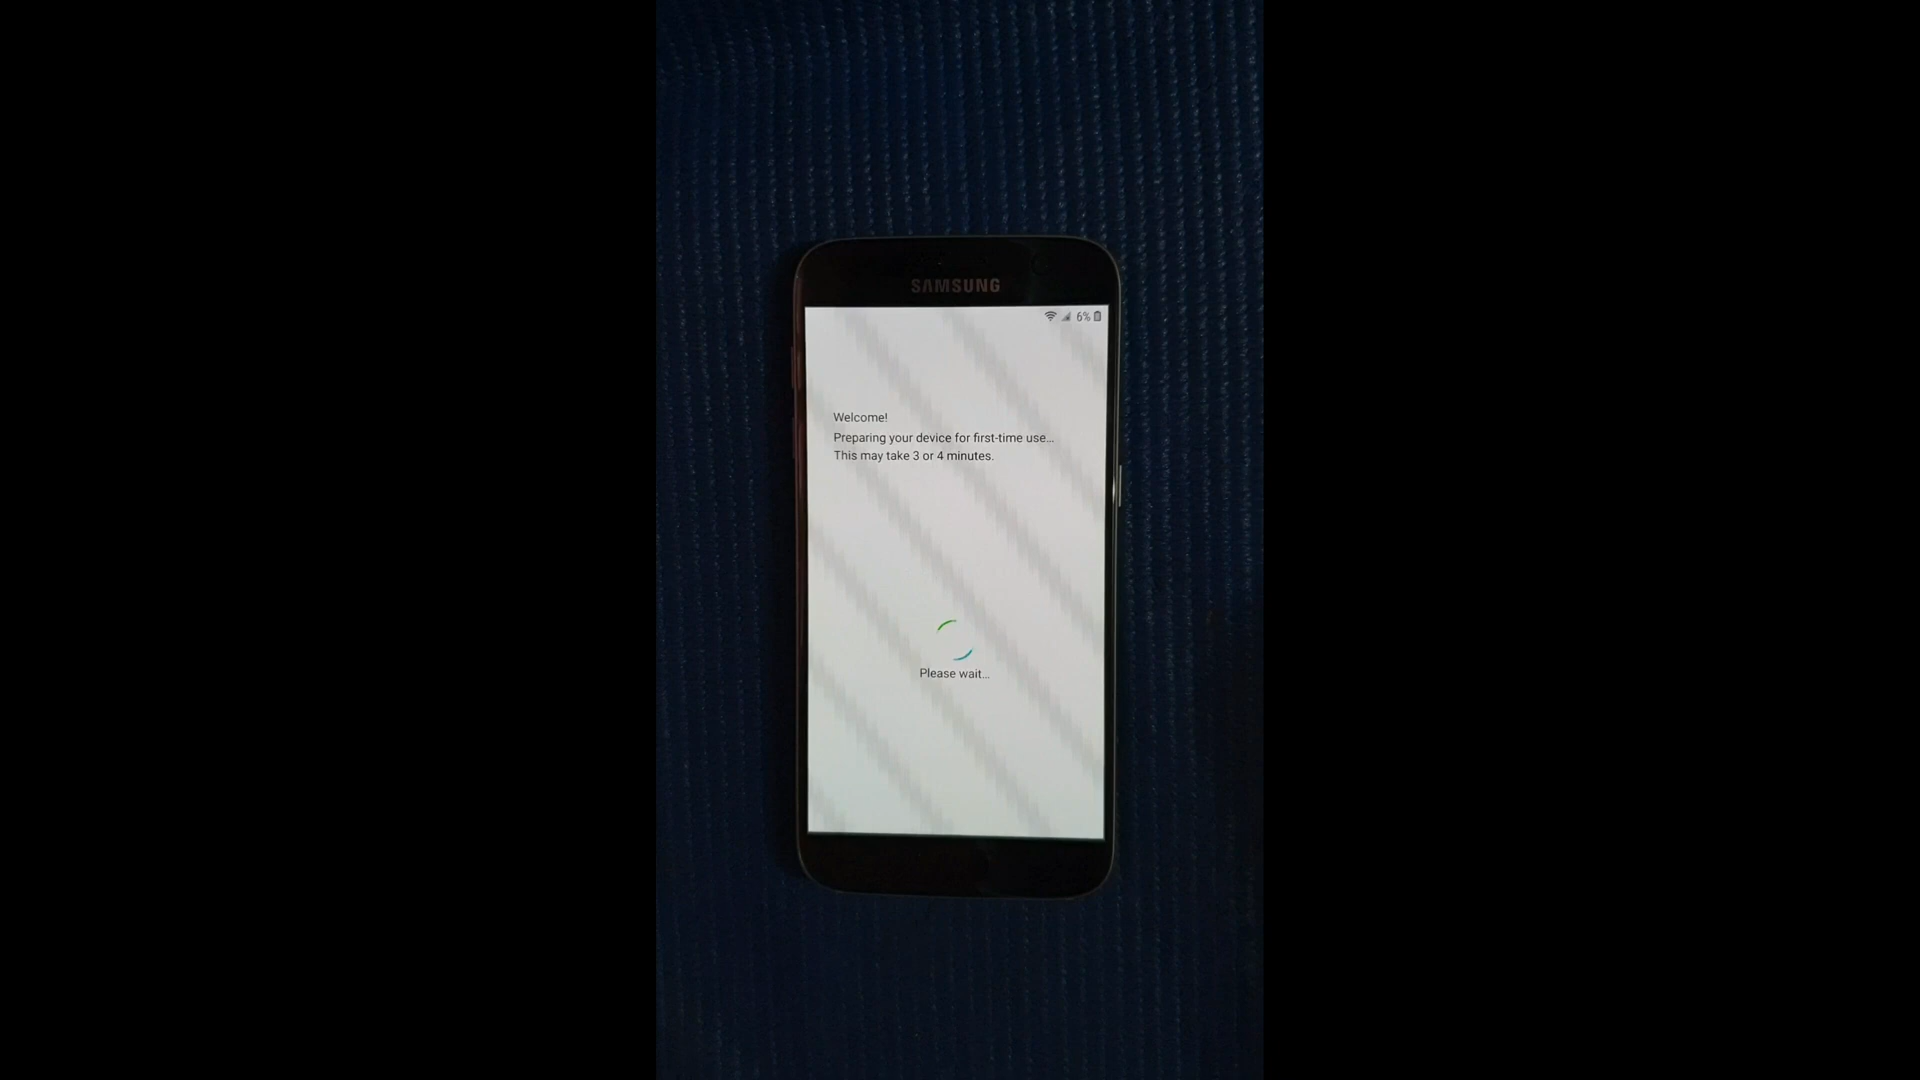 SAMSUNG
6%
Welcome!
Preparing your device for first-time use...
This may take 3 or 4 minutes.
Please wait...